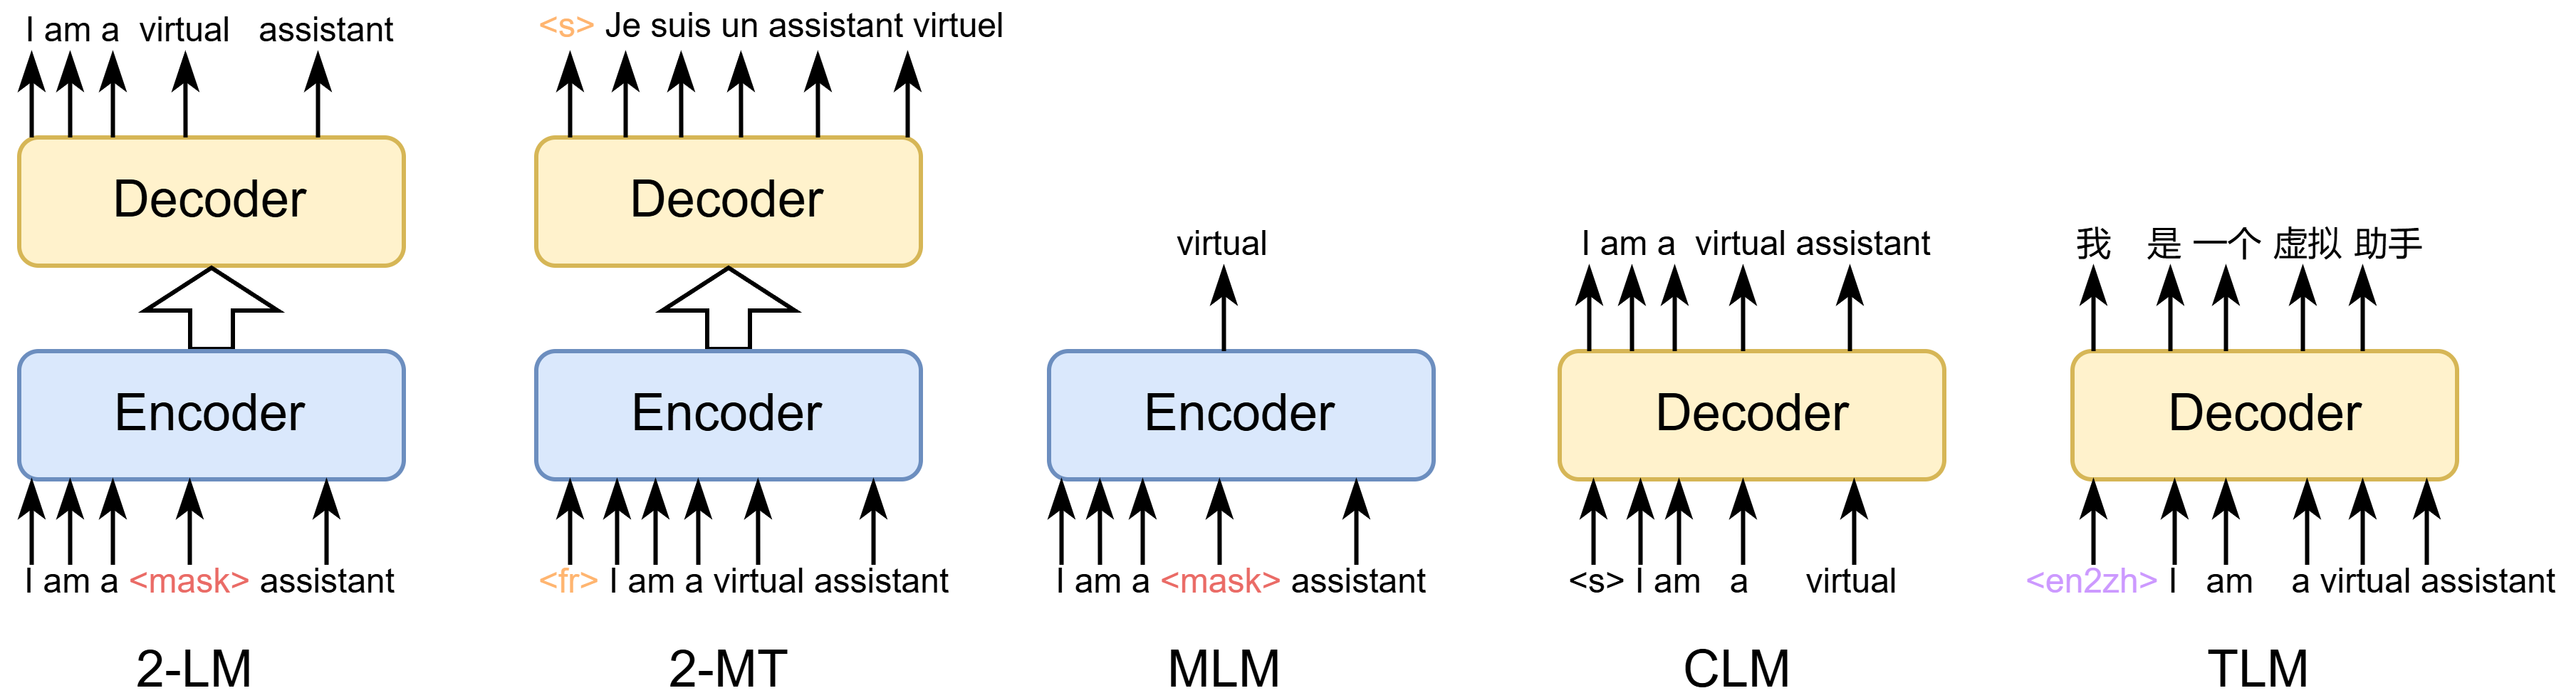 I am a virtual assistant
Decoder
Encoder
I am a <mask> assistant
2-LM
<s> Je suis un assistant virtuel
Decoder
Encoder
<fr> I am a virtual assistant
2-MT
virtual
Encoder
I am a <mask> assistant
MLM
I am a virtual assistant
Decoder
<s> I am a virtual
CLM
我 是 一个 虚拟 助手
Decoder
<en2zh> I am a virtual assistant
TLM